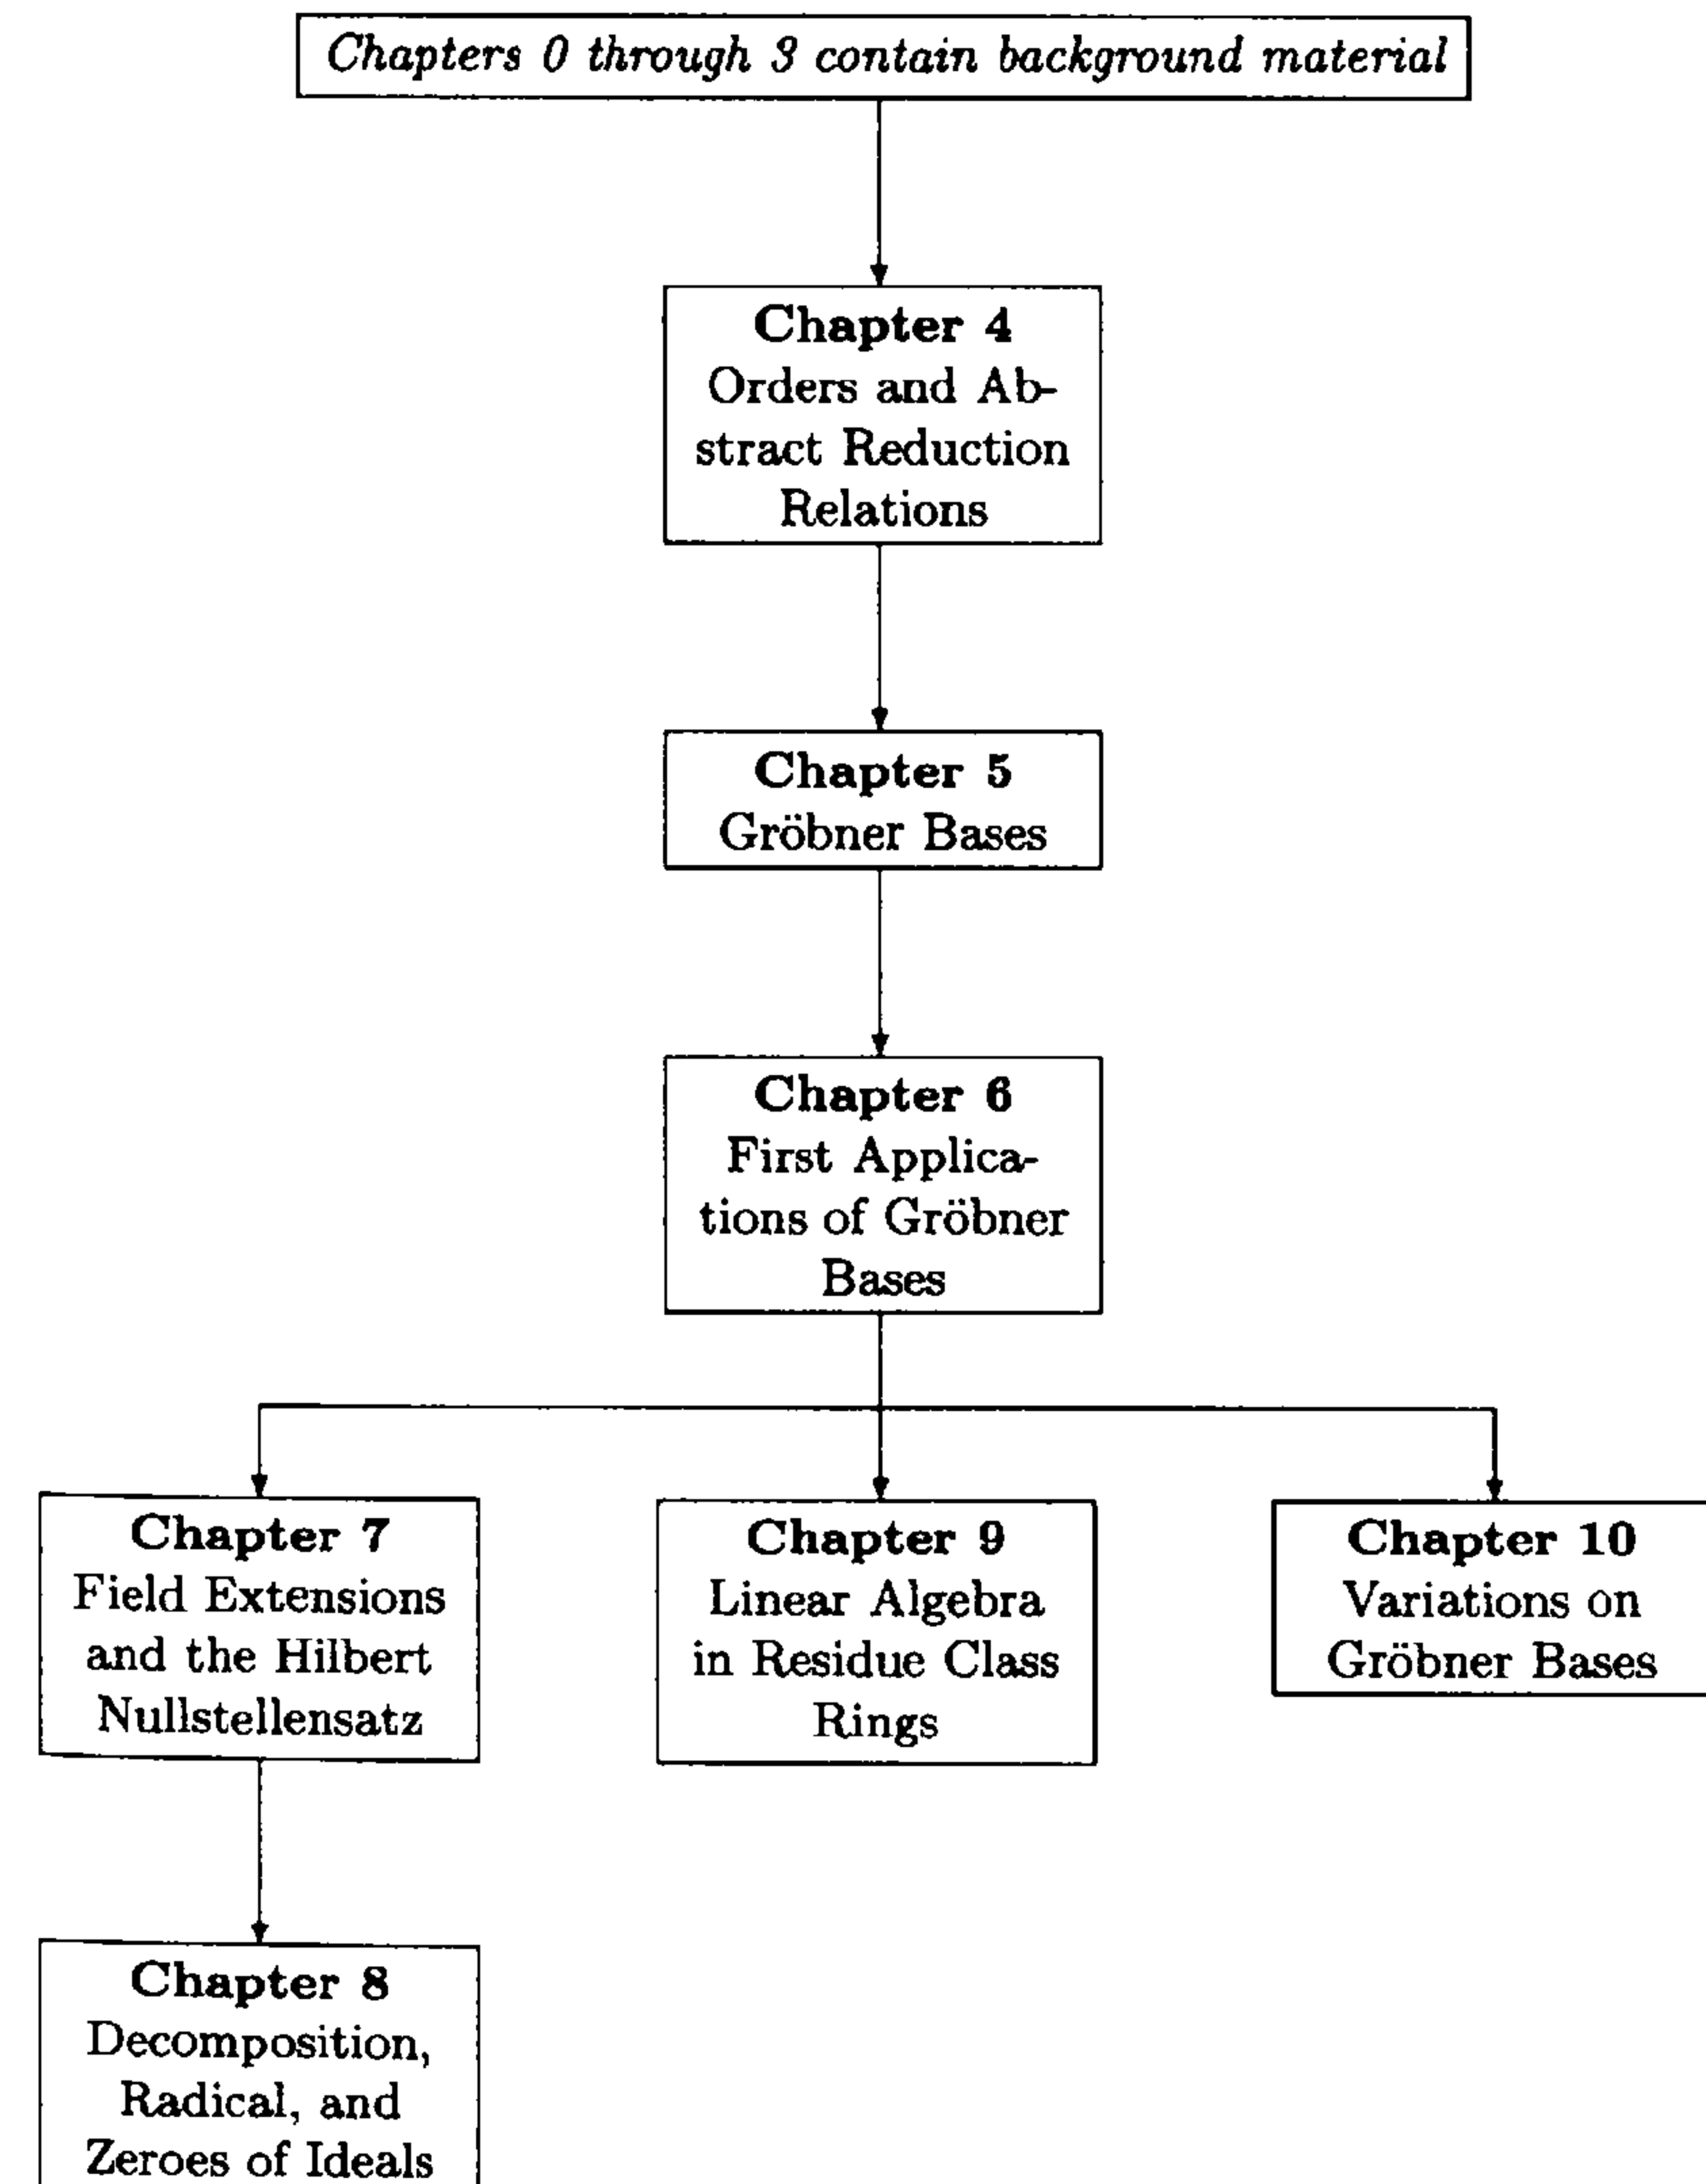 Chapters 0 through 3 contain background material
Chapter 4
Orders and Ab-
stract Reduction
Relations
Chapter 5
Gröbner Bases
Chapter 6
First Applica-
tions of Gröbner
Bases
Chapter 7
Field Extensions
and the Hilbert
Nullstellensatz
Chapter 9
Linear Algebra
in Residue Class
Rings
Chapter 10
Variations on
Gröbner Bases
Chapter 8
Decomposition,
Radical, and
Zeroes of Ideals